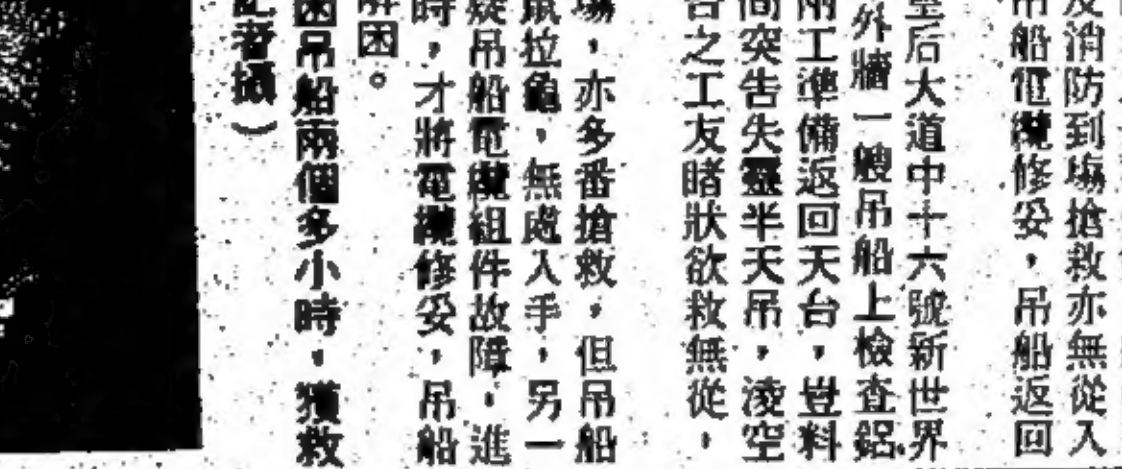 及消防到塲搶救亦無從入
吊船電纜修妥，吊船返回
皇后大道中十六號新世界
外牆一艘吊船上檢查鋁
兩工準備返回天台，豈料
間突告失靈半天吊，淩空
台之工友睹狀欲救無從，
塲，亦多番搶救，但吊船
鼠拉龜，無處入手，另一
疑吊船電纜組件故障，進
時，才將電纜修妥，吊船
解困。
困吊船兩個多小時，獲救
記者攝）